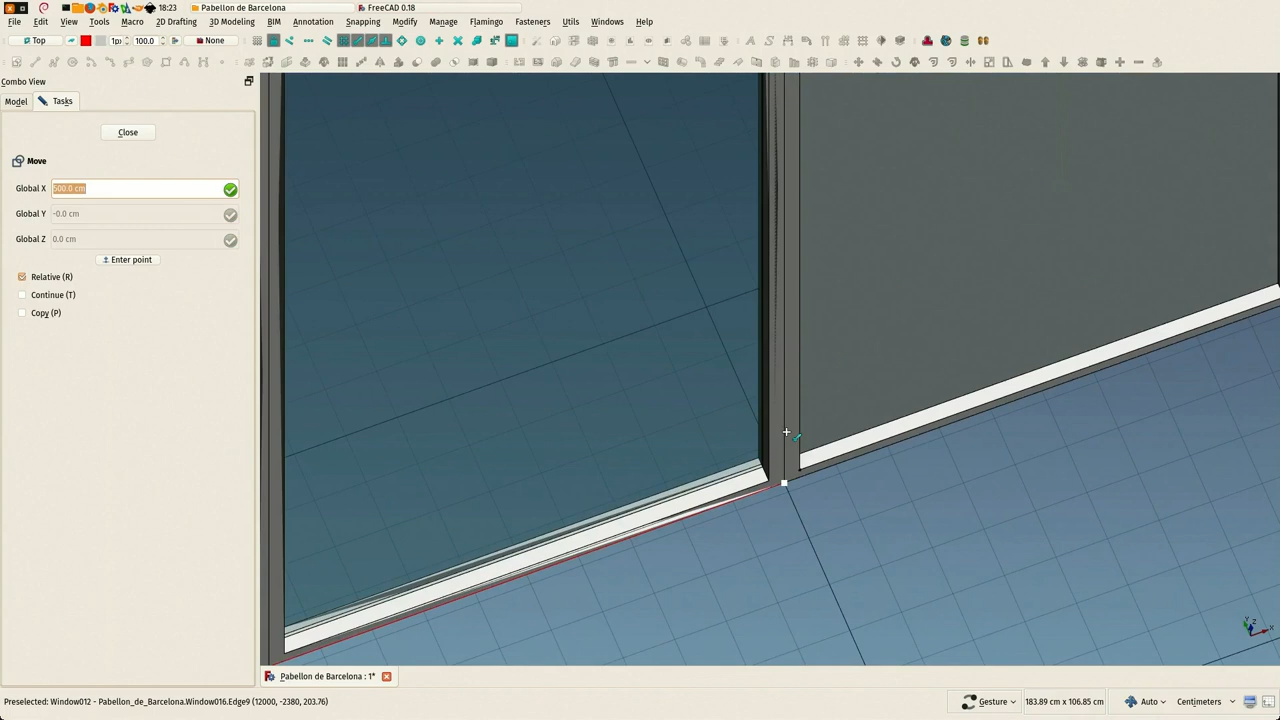 18:23 Pabellon de Barcelona FreeCAD 0.18
File Edit View Tools Macro 2D Drafting 3D Modeling BIM Annotation Snapping Modify Manage Flamingo Fasteners Utils Windows Help
Top 1px 100.0 None
Combo View
Model Tasks
Close
Move
Global X 500.0 cm
Global Y -0.0 cm
Global Z 0.0 cm
Enter point
Relative (R)
Continue (T)
Copy (P)
Pabellon de Barcelona : 1*
Preselected: Window012 - Pabellon_de_Barcelona.Window016.Edge9 (12000, -2380, 203.76) Gesture 183.89 cm x 106.85 cm Auto Centimeters